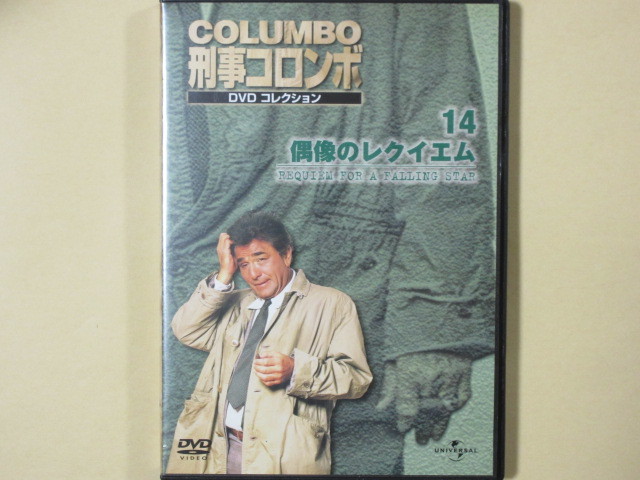 COLUMBO
刑事コロンボ
DVD コレクション
14
偶像のレクイエム
REQUIEM FOR A FALLING STAR
DVD
VIDEO
UNIVERSAL